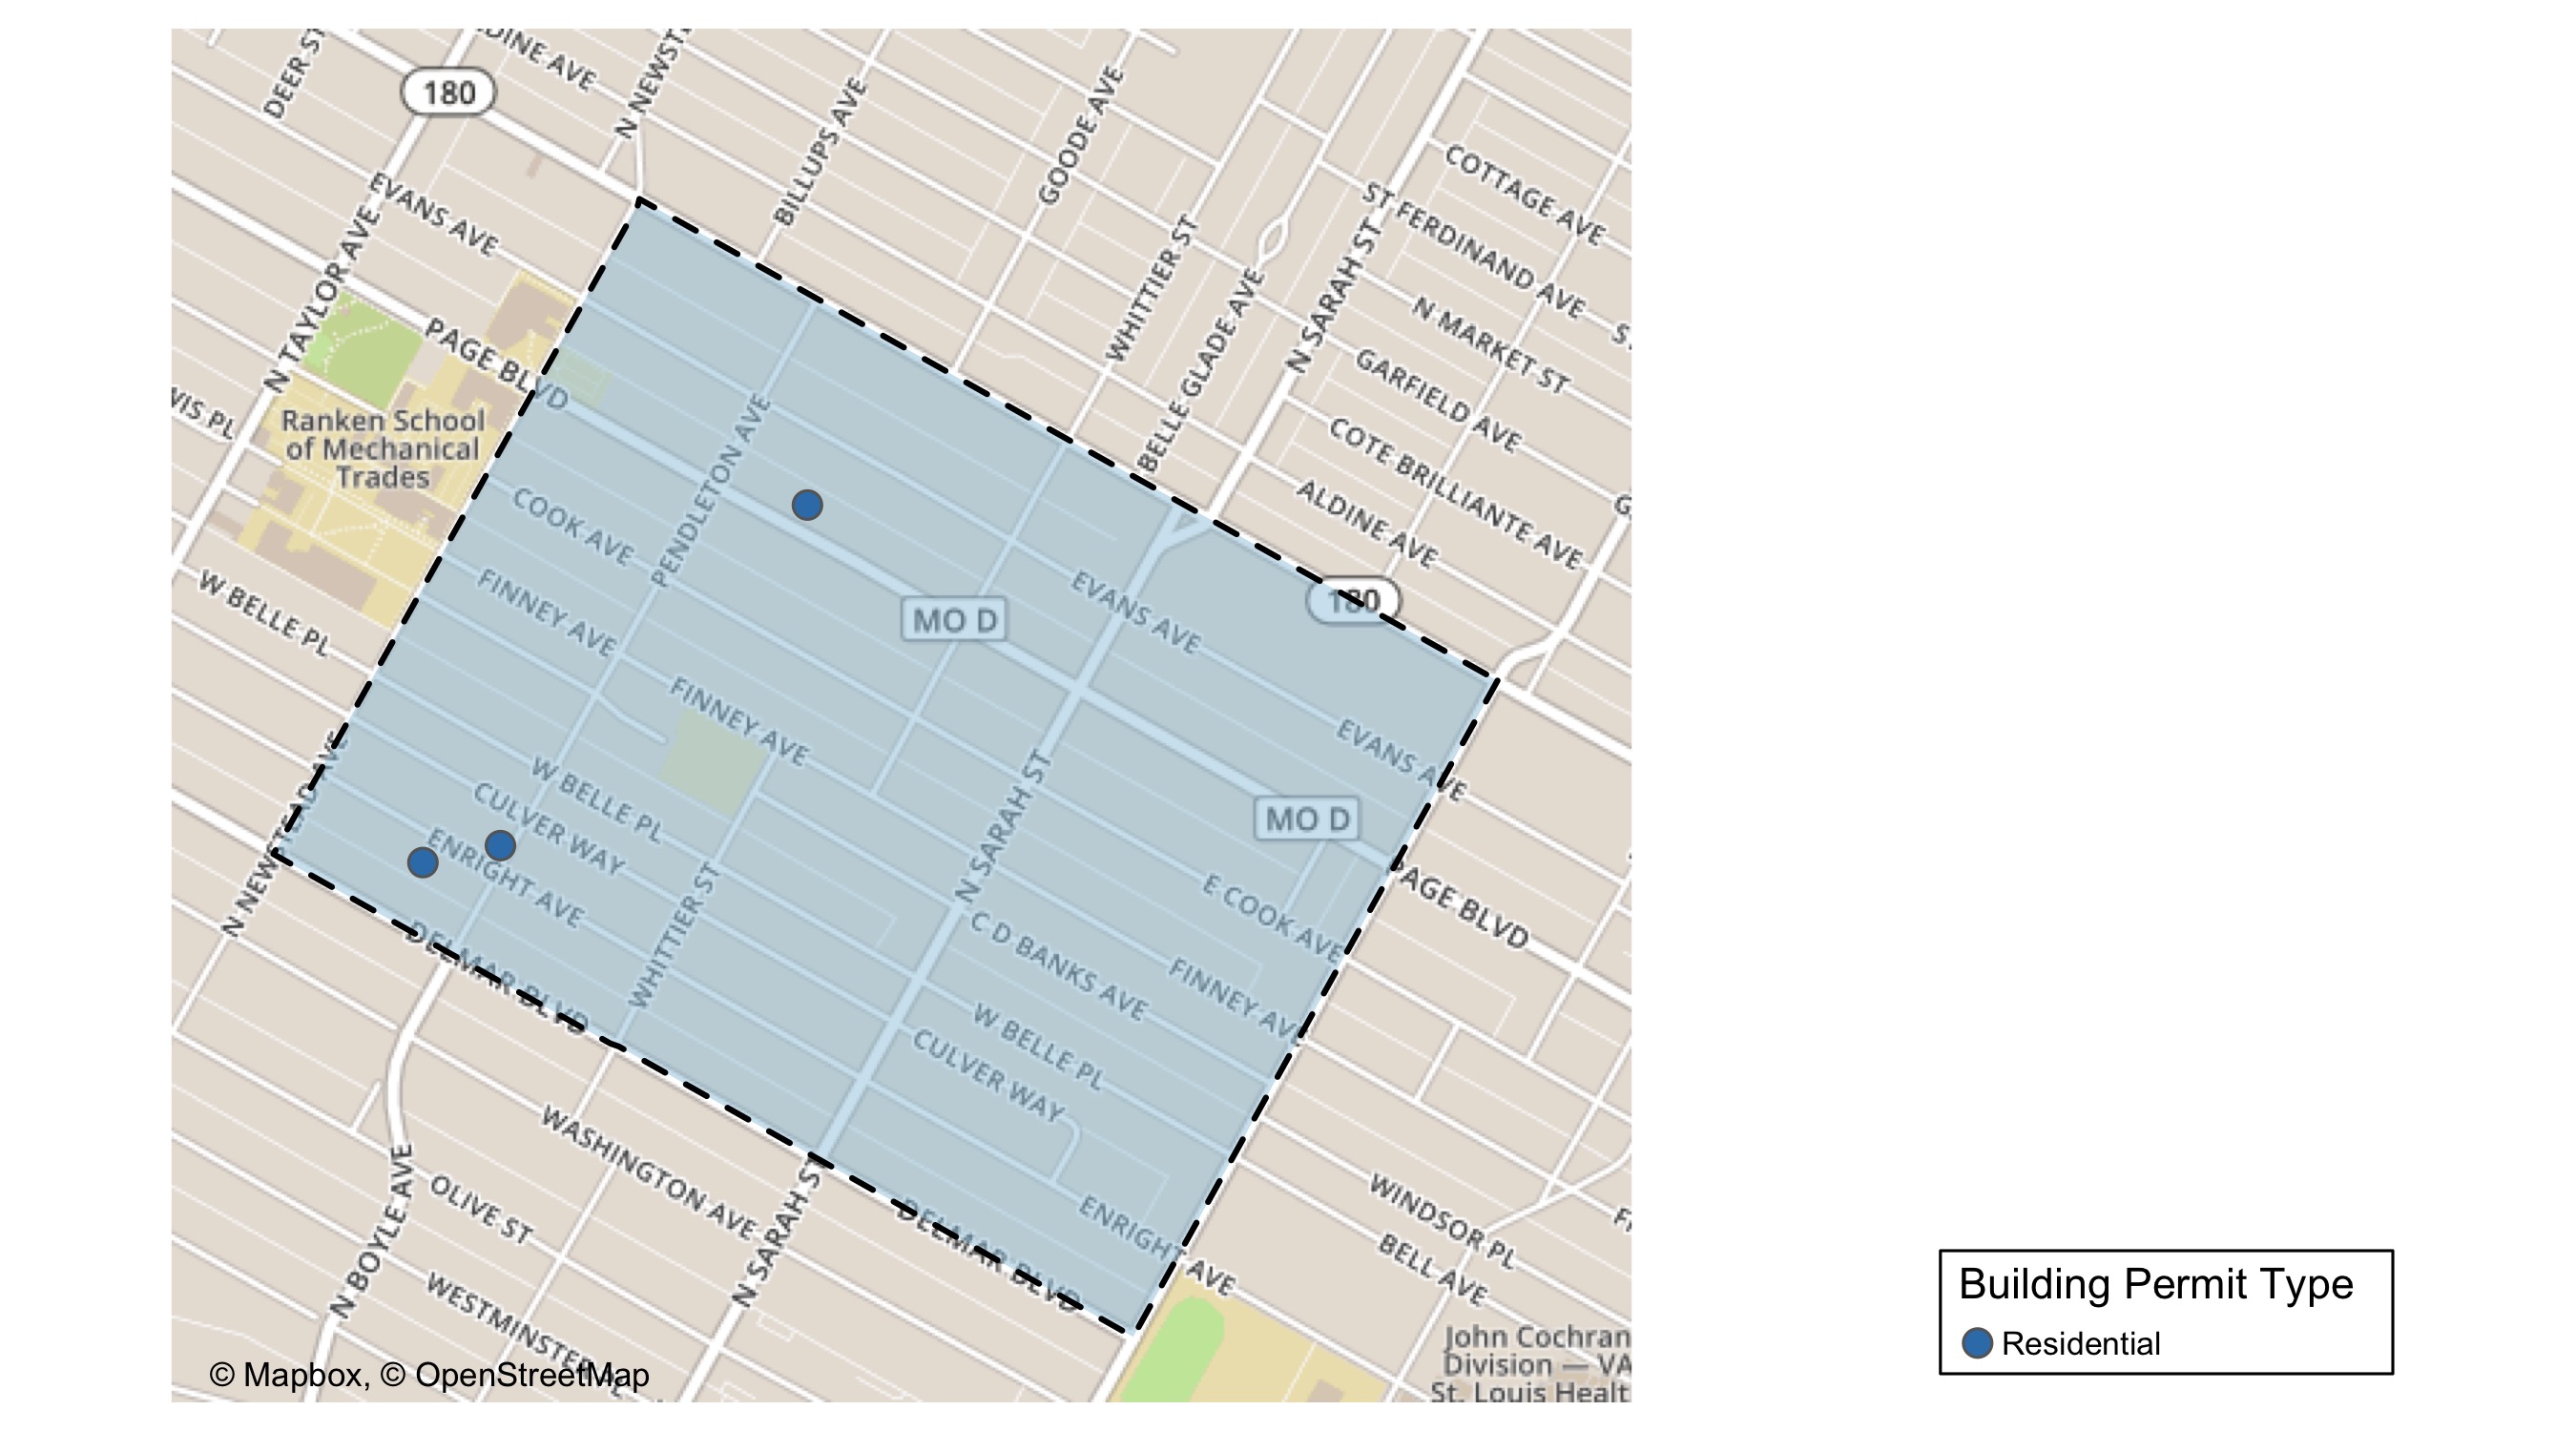 DEER ST
180
DINE AVE
N NEWST
BILLUPS AVE
GOODE AVE
COTTAGE AVE
ST FERDINAND AVE
EVANS AVE
N TAYLOR AVE
WHITTIER ST
BELLE GLADE AVE
N SARAH ST
N MARKET ST
GARFIELD AVE
COTE BRILLIANTE AVE
ALDINE AVE
PAGE BLVD
VIS PL
Ranken School
of Mechanical
Trades
PENDLETON AVE
COOK AVE
FINNEY AVE
MO D
EVANS AVE
180
W BELLE PL
FINNEY AVE
EVANS AVE
N SARAH ST
W BELLE PL
CULVER WAY
ENRIGHT AVE
MO D
N NEWSTEAD AVE
WHITTIER ST
E COOK AVE
PAGE BLVD
C D BANKS AVE
FINNEY AVE
DELMAR BLVD
W BELLE PL
CULVER WAY
WASHINGTON AVE
N BOYLE AVE
OLIVE ST
N SARAH ST
DELMAR BLVD
ENRIGHT AVE
WINDSOR PL
BELL AVE
WESTMINSTER PL
John Cochran
Division — VA
St. Louis Healt
© Mapbox, © OpenStreetMap
Building Permit Type
Residential